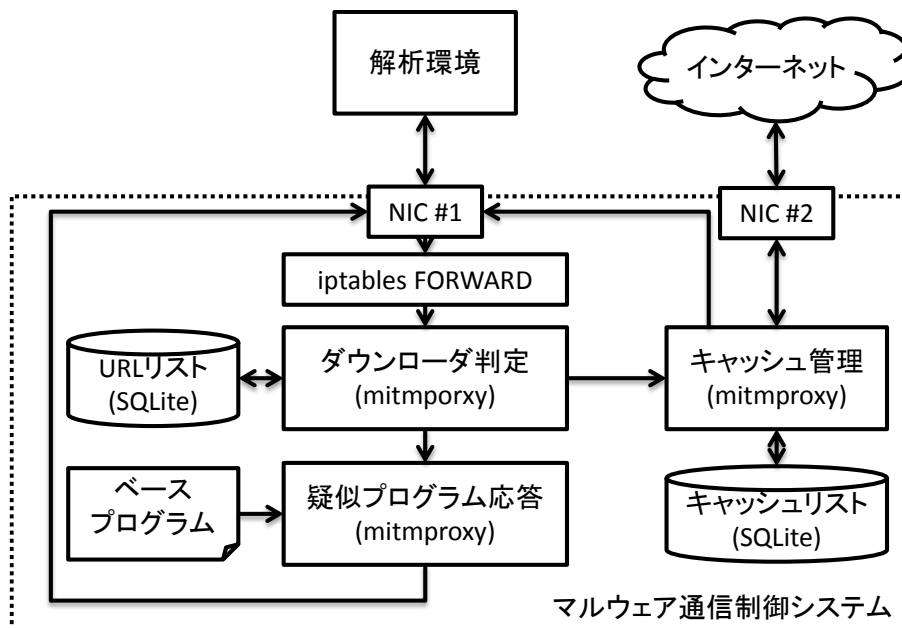 解析環境
インターネット
NIC #1
NIC #2
iptables FORWARD
URLリスト
(SQLite)
ダウンローダ判定
(mitmporxy)
キャッシュ管理
(mitmproxy)
ベース
プログラム
疑似プログラム応答
(mitmproxy)
キャッシュリスト
(SQLite)
マルウェア通信制御システム